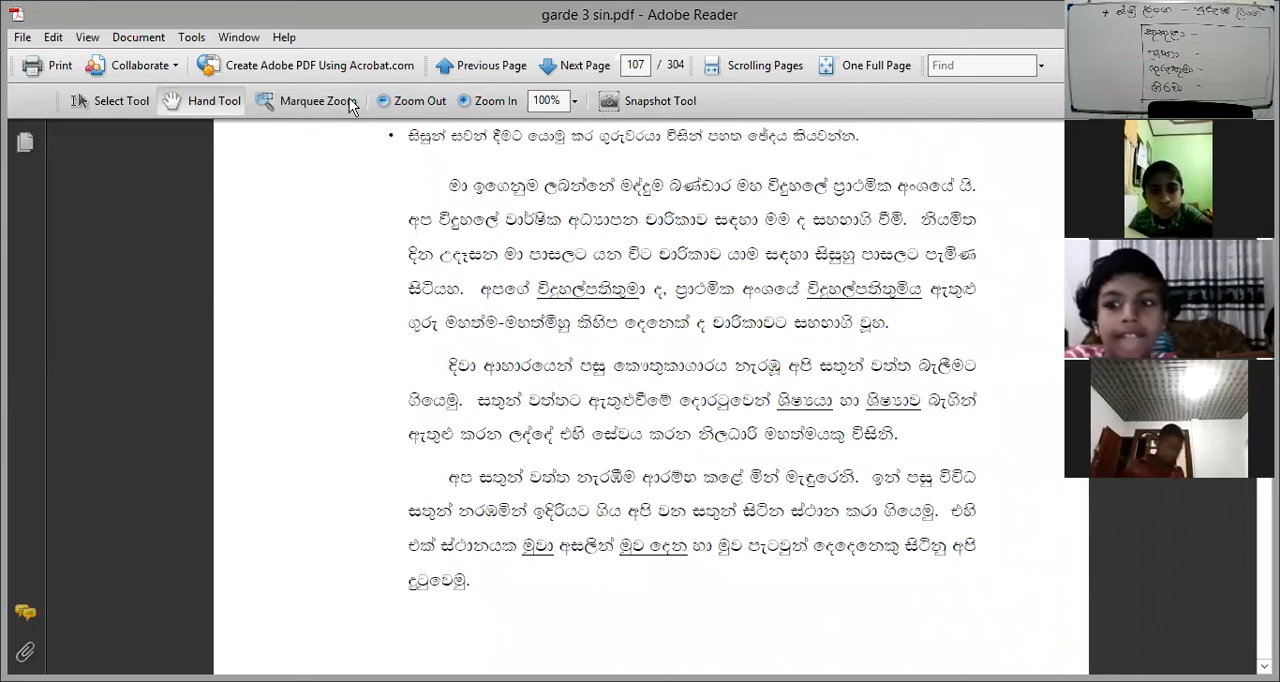 garde 3 sin.pdf - Adobe Reader
File Edit View Document Tools Window Help
Print Collaborate Create Adobe PDF Using Acrobat.com Previous Page Next Page 107 / 304 Scrolling Pages One Full Page Find
Select Tool Hand Tool Marquee Zoom Zoom Out Zoom In 100% Snapshot Tool
• සිසුන් සවන් දීමට යොමු කර ගුරුවරයා විසින් පහත ඡේදය කියවන්න.
මා ඉගෙනුම ලබන්නේ මද්දුම බණ්ඩාර මහ විදුහලේ ප්‍රාථමික අංශයේ යි.
අප විදුහලේ වාර්ෂික අධ්‍යාපන චාරිකාව සඳහා මම ද සහභාගි වීමී. නියමිත
දින උදෑසන මා පාසලට යන විට චාරිකාව යාම සඳහා සිසුහු පාසලට පැමිණ
සිටියහ. අපගේ විදුහල්පතිතුමා ද, ප්‍රාථමික අංශයේ විදුහල්පතිතුමිය ඇතුළු
ගුරු මහත්ම-මහත්මීහු කිහිප දෙනෙක් ද චාරිකාවට සහභාගි වූහ.
දිවා ආහාරයෙන් පසු කෞතුකාගාරය නැරඹූ අපි සතුන් වත්ත බැලීමට
ගියෙමු. සතුන් වත්තට ඇතුළුවීමේ දොරටුවෙන් ශිෂ්‍යයා හා ශිෂ්‍යාව බැගින්
ඇතුළු කරන ලද්දේ එහි සේවය කරන නිලධාරි මහත්මයකු විසිනි.
අප සතුන් වත්ත නැරඹීම ආරම්භ කළේ මින් මැදුරෙනි. ඉන් පසු විවිධ
සතුන් නරඹමින් ඉදිරියට ගිය අපි වන සතුන් සිටින ස්ථාන කරා ගියෙමු. එහි
එක් ස්ථානයක මුවා අසලින් මුව දෙන හා මුව පැටවුන් දෙදෙනෙකු සිටිනු අපි
දුටුවෙමු.